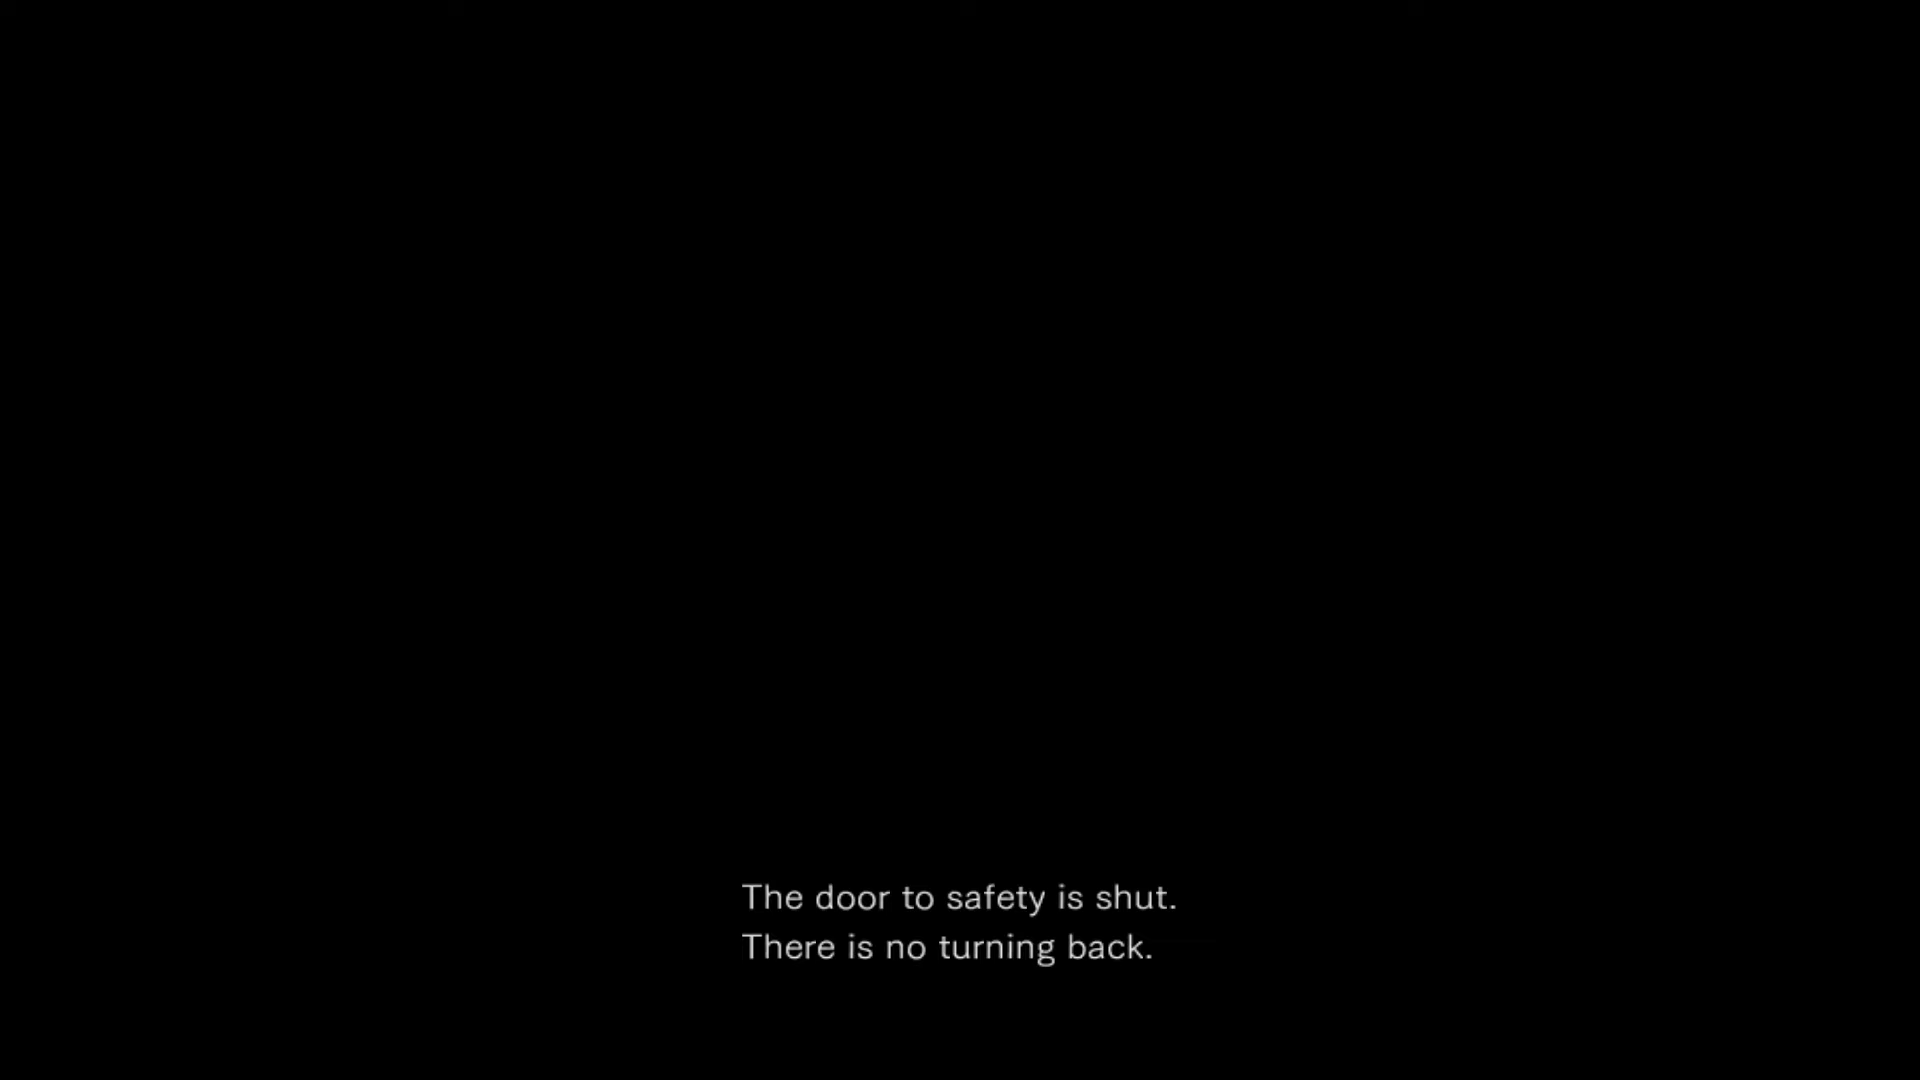 The door to safety is shut.
There is no turning back.